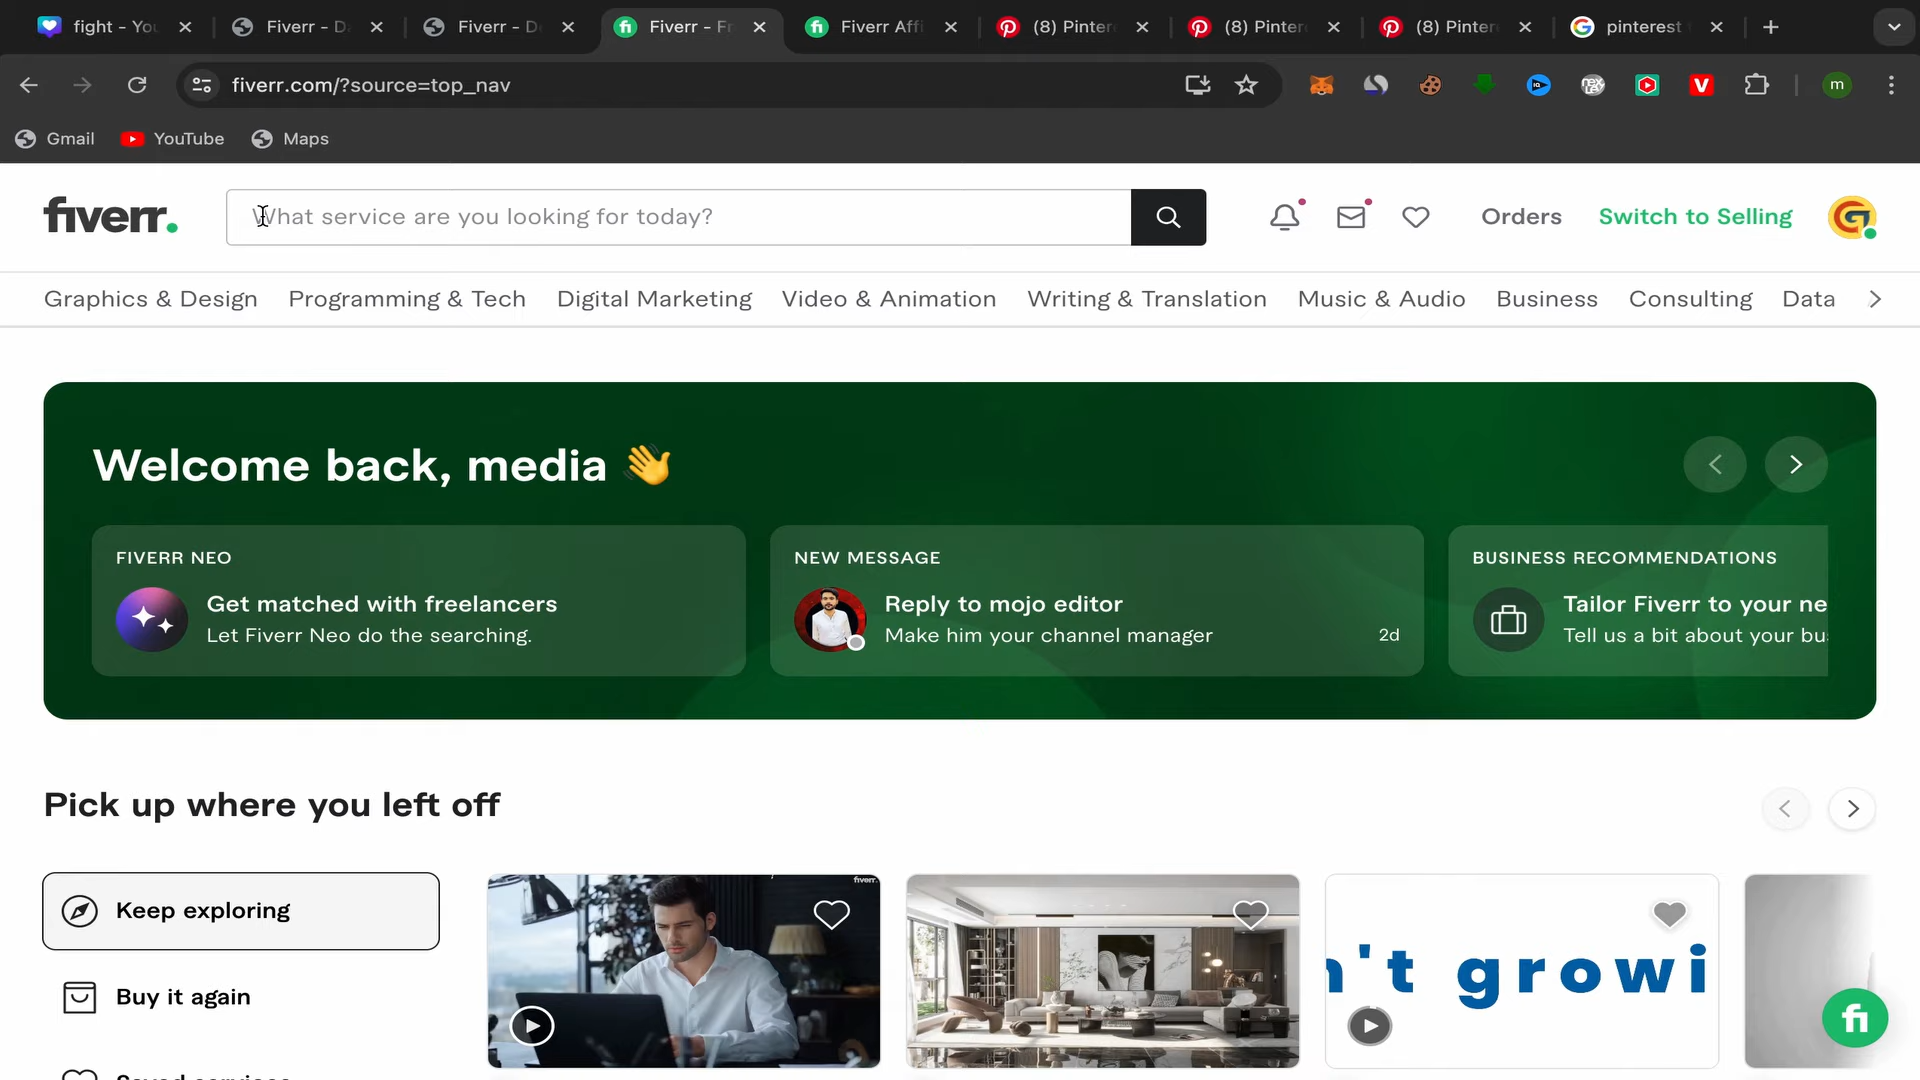 fight - You
Fiverr - D
Fiverr - D
Fiverr - Fr
Fiverr Affi
(8) Pinter
(8) Pinter
(8) Pinter
pinterest
fiverr.com/?source=top_nav
m
Gmail
YouTube
Maps
fiverr.
What service are you looking for today?
Orders
Switch to Selling
Graphics & Design
Programming & Tech
Digital Marketing
Video & Animation
Writing & Translation
Music & Audio
Business
Consulting
Data
Welcome back, media
FIVERR NEO
Get matched with freelancers
Let Fiverr Neo do the searching.
NEW MESSAGE
Reply to mojo editor
Make him your channel manager
2d
BUSINESS RECOMMENDATIONS
Tailor Fiverr to your ne
Tell us a bit about your bu
Pick up where you left off
Keep exploring
Buy it again
Saved services
fiverr.
n't growi
fi